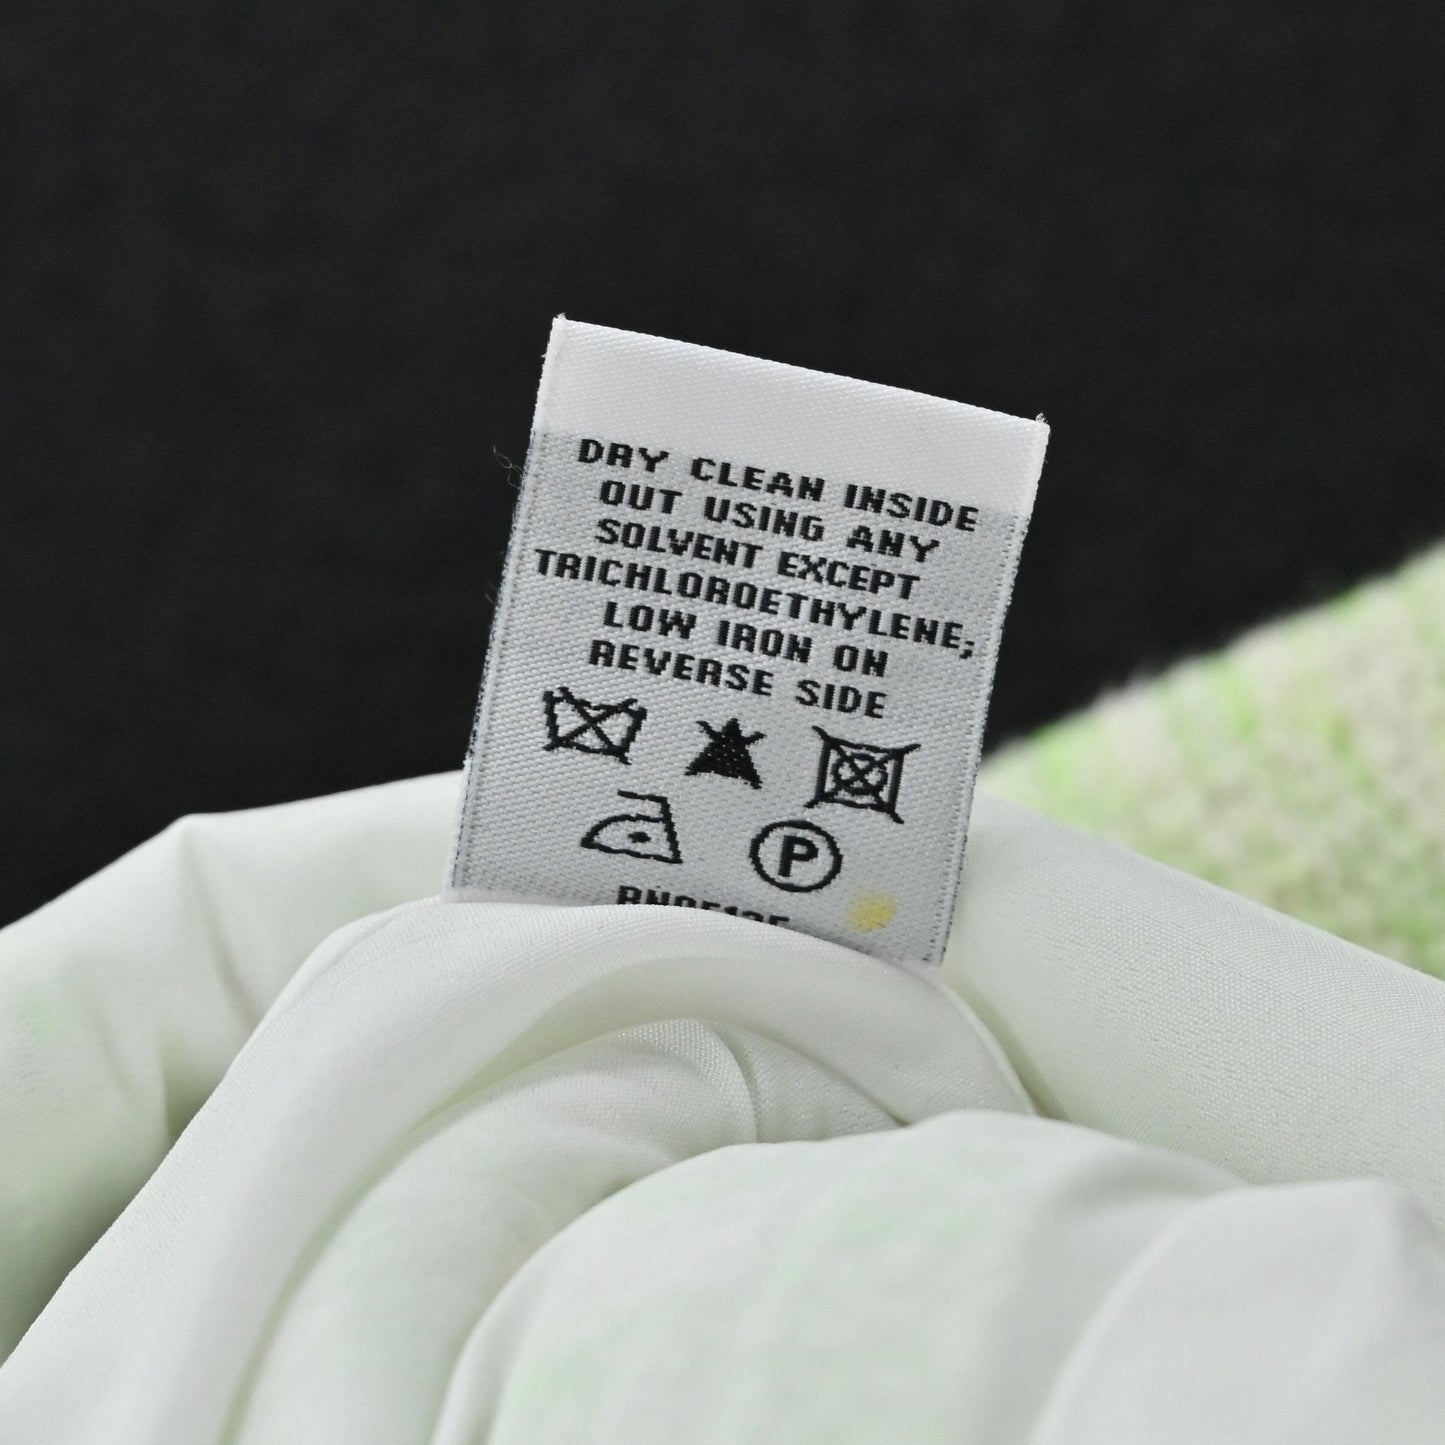 DRY CLEAN INSIDE
OUT USING ANY
SOLVENT EXCEPT
TRICHLOROETHYLENE;
LOW IRON ON
REVERSE SIDE
P